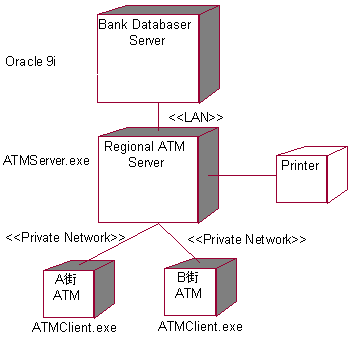 Bank Databaser
Server
Oracle 9i
<<LAN>>
Regional ATM
Server
ATMServer.exe
Printer
<<Private Network>>
<<Private Network>>
A街
ATM
B街
ATM
ATMClient.exe
ATMClient.exe